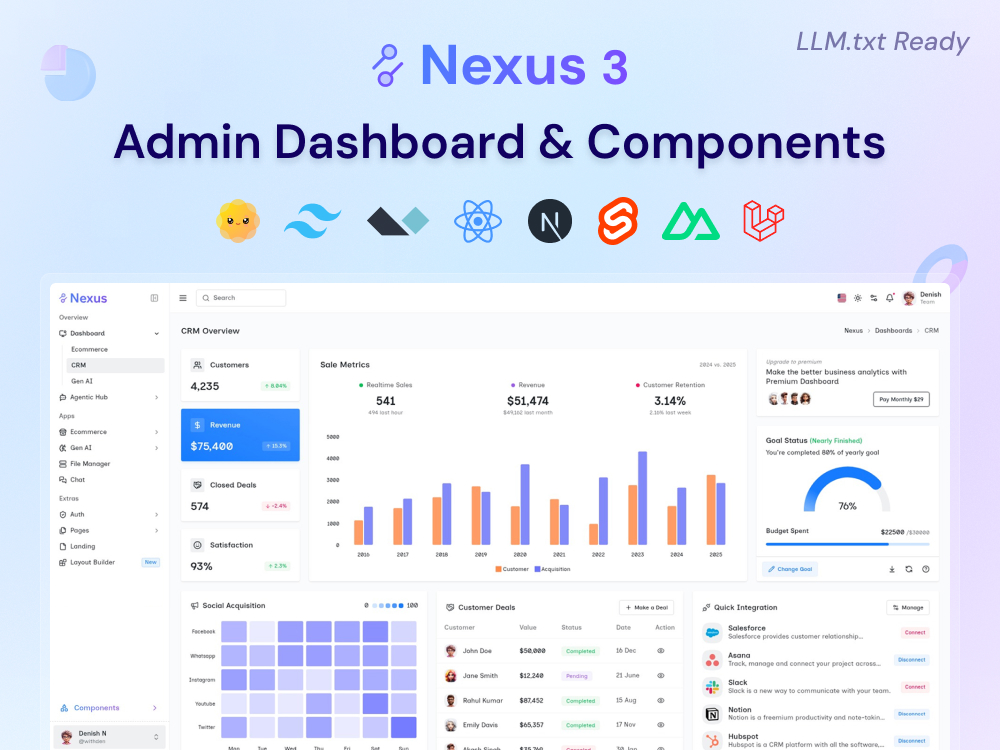 LLM.txt Ready
Nexus 3
Admin Dashboard & Components
Nexus
Search
Denish
Team
Overview
Dashboard
Ecommerce
CRM
Gen AI
Agentic Hub
Apps
Ecommerce
Gen AI
File Manager
Chat
Extras
Auth
Pages
Landing
Layout Builder
New
Components
Denish N
@withden
CRM Overview
Nexus > Dashboards > CRM
Customers
4,235
Revenue
$75,400
Closed Deals
574
-2.4%
Satisfaction
93%
Sale Metrics
2024 vs. 2025
Realtime Sales
541
494 last hour
Revenue
$51,474
Customer Retention
3.14%
2.16% last week
5000
4000
3000
2000
1000
0
2016
2017
2018
2019
2020
2021
2022
2023
2024
2025
Customer
Acquisition
Upgrade to premium
Make the better business analytics with
Premium Dashboard
Pay Monthly $29
Goal Status (Nearly Finished)
You're completed 80% of yearly goal
76%
Budget Spent
$22500 /$30000
Change Goal
Social Acquisition
0
100
Facebook
Whatsapp
Instagram
Youtube
Twitter
Mon
Tue
Wed
Thu
Fri
Sat
Sun
Customer Deals
+ Make a Deal
Customer Value Status Date Action
John Doe $50,000 Completed 16 Dec
Jane Smith $12,240 Pending 21 June
Rahul Kumar $87,452 Completed 15 Aug
Emily Davis $65,357 Completed 17 Nov
Quick Integration
Manage
Salesforce
Salesforce provides customer relationship...
Connect
Asana
Track, manage and connect your project across...
Disconnect
Slack
Slack is a new way to communicate with your team.
Connect
Notion
Notion is a freemium productivity and note-takin...
Disconnect
Hubspot
Hubspot is a CRM platform with all the software,...
Disconnect